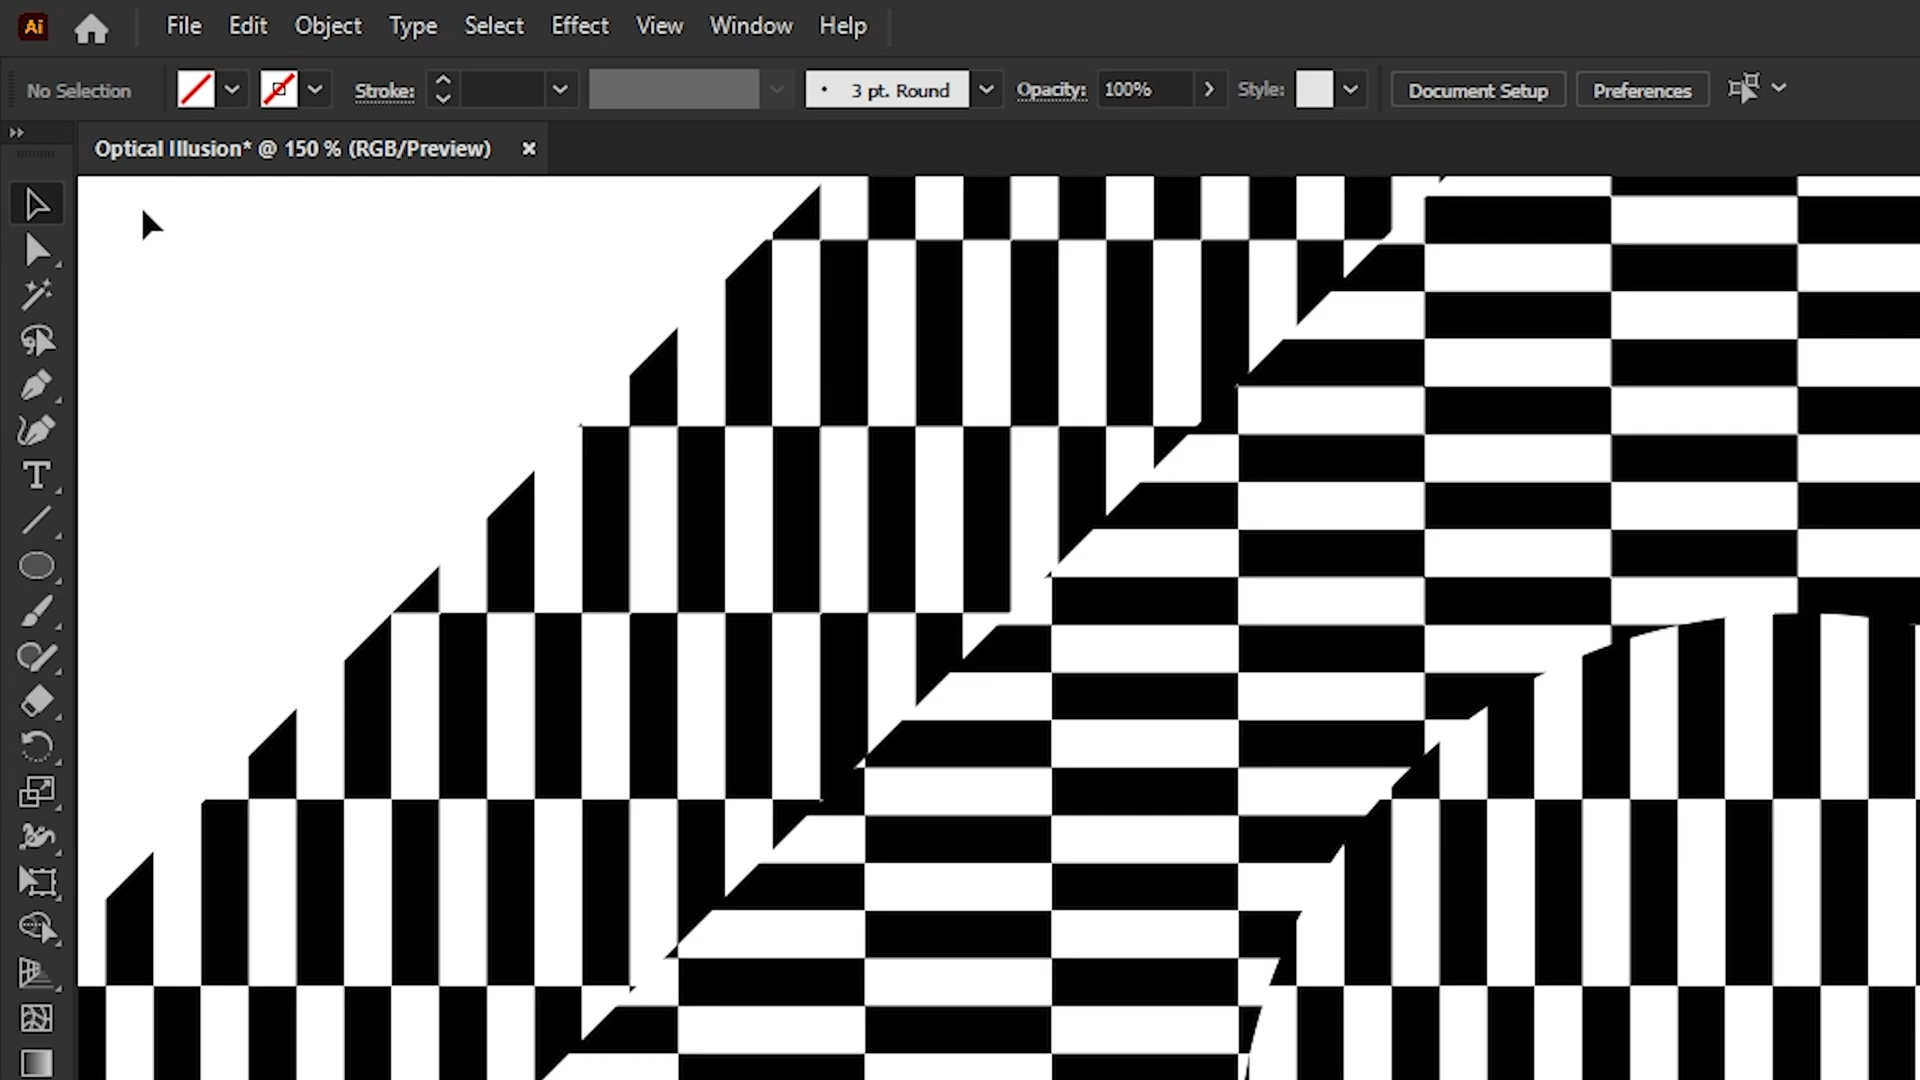 Ai File Edit Object Type Select Effect View Window Help
No Selection Stroke: 3 pt. Round Opacity: 100% Style: Document Setup Preferences
Optical Illusion* @ 150 % (RGB/Preview) ×
T